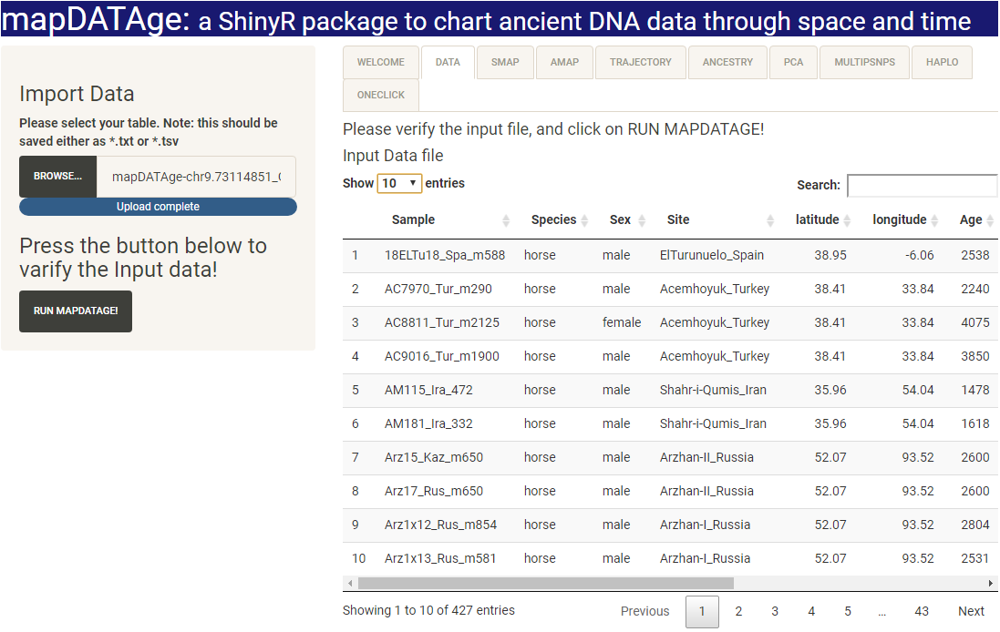 mapDATAge: a ShinyR package to chart ancient DNA data through space and time
Import Data
Please select your table. Note: this should be
saved either as *.txt or *.tsv
BROWSE... mapDATAge-chr9.73114851_
Upload complete
Press the button below to
varify the Input data!
RUN MAPDATAGE!
WELCOME DATA SMAP AMAP TRAJECTORY ANCESTRY PCA MULTIPSNPS HAPLO
ONECLICK
Please verify the input file, and click on RUN MAPDATAGE!
Input Data file
Show 10 entries Search:
Sample Species Sex Site latitude longitude Age
1 18ELTu18_Spa_m588 horse male ElTurunuelo_Spain 38.95 -6.06 2538
2 AC7970_Tur_m290 horse male Acemhoyuk_Turkey 38.41 33.84 2240
3 AC8811_Tur_m2125 horse female Acemhoyuk_Turkey 38.41 33.84 4075
4 AC9016_Tur_m1900 horse male Acemhoyuk_Turkey 38.41 33.84 3850
5 AM115_Ira_472 horse male Shahr-i-Qumis_Iran 35.96 54.04 1478
6 AM181_Ira_332 horse male Shahr-i-Qumis_Iran 35.96 54.04 1618
7 Arz15_Kaz_m650 horse male Arzhan-II_Russia 52.07 93.52 2600
8 Arz17_Rus_m650 horse male Arzhan-II_Russia 52.07 93.52 2600
9 Arz1x12_Rus_m854 horse male Arzhan-I_Russia 52.07 93.52 2804
10 Arz1x13_Rus_m581 horse male Arzhan-I_Russia 52.07 93.52 2531
Showing 1 to 10 of 427 entries Previous 1 2 3 4 5 ... 43 Next